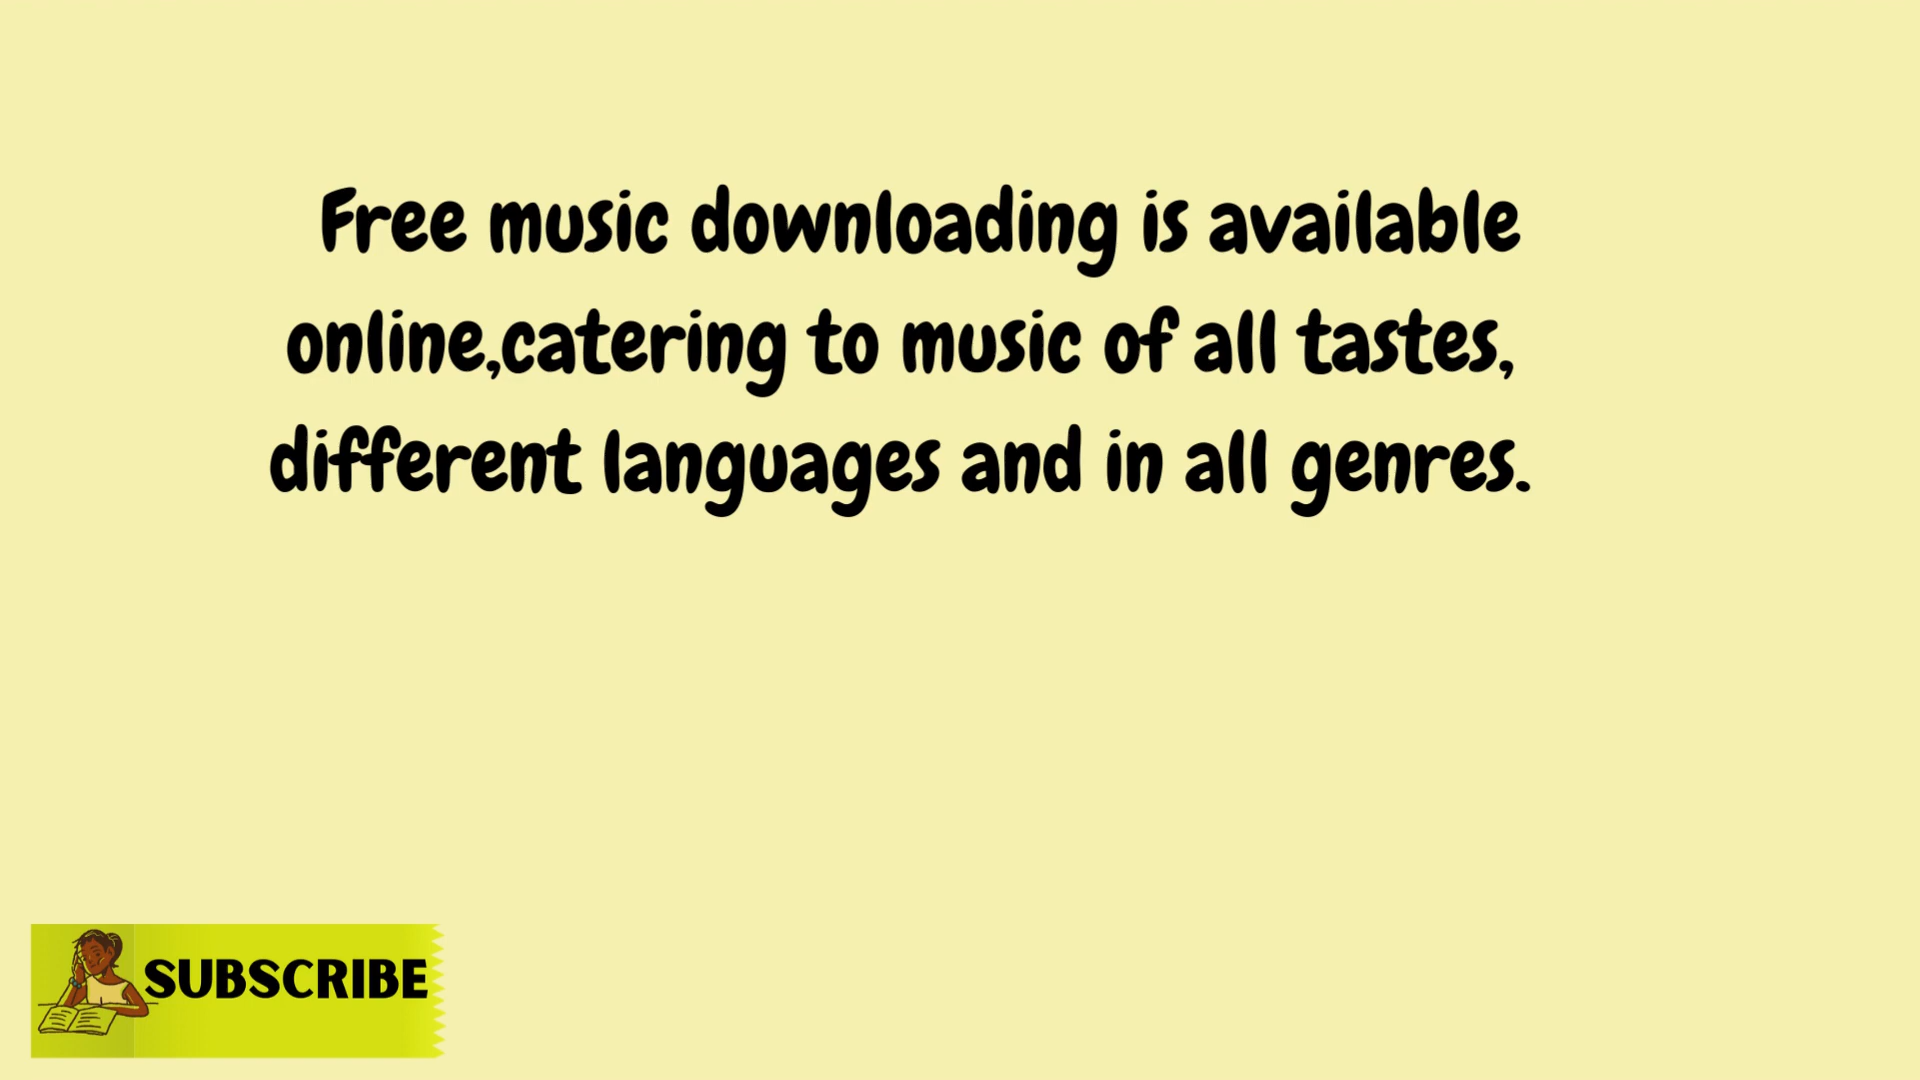 Free music downloading is available
online,catering to music of all tastes,
different languages and in all genres.
SUBSCRIBE